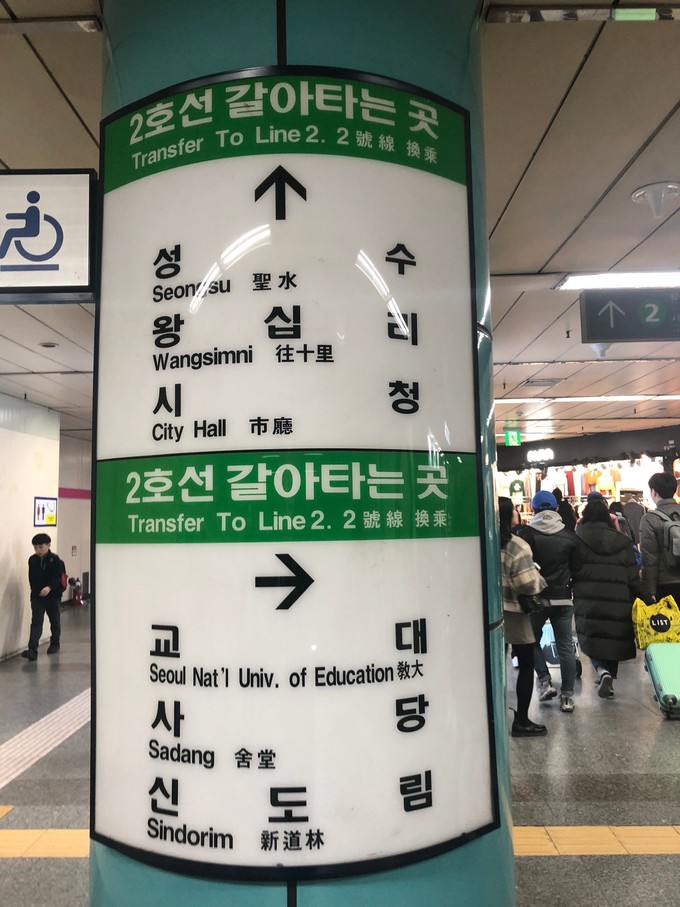 2호선 갈아타는 곳
Transfer To Line 2. 2 號線 換乘
성 수
Seongsu 聖水
왕 십 리
Wangsimni 往十里
시 청
City Hall 市廳
2호선 갈아타는 곳
Transfer To Line 2. 2 號線 換乘
교 대
Seoul Nat'l Univ. of Education 敎大
사 당
Sadang 舍堂
신 도 림
Sindorim 新道林
2
LIST